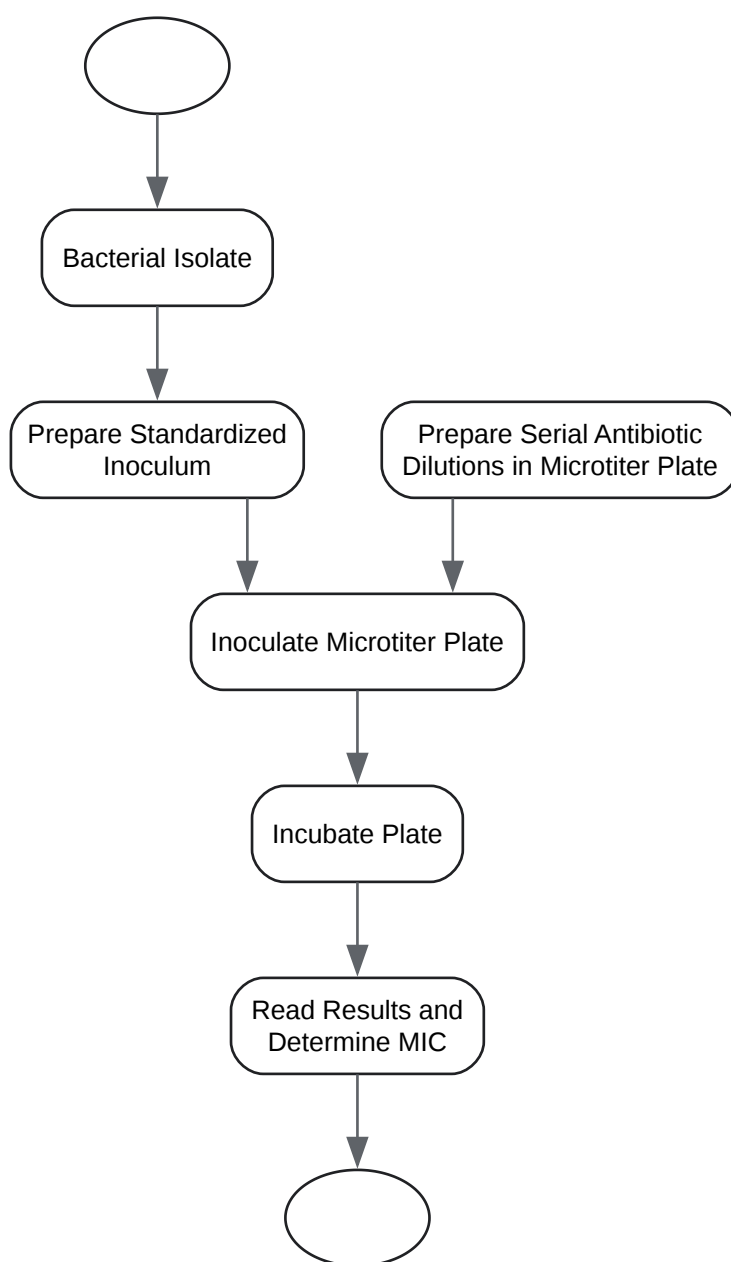 Bacterial Isolate
Prepare Standardized
Inoculum
Prepare Serial Antibiotic
Dilutions in Microtiter Plate
Inoculate Microtiter Plate
Incubate Plate
Read Results and
Determine MIC